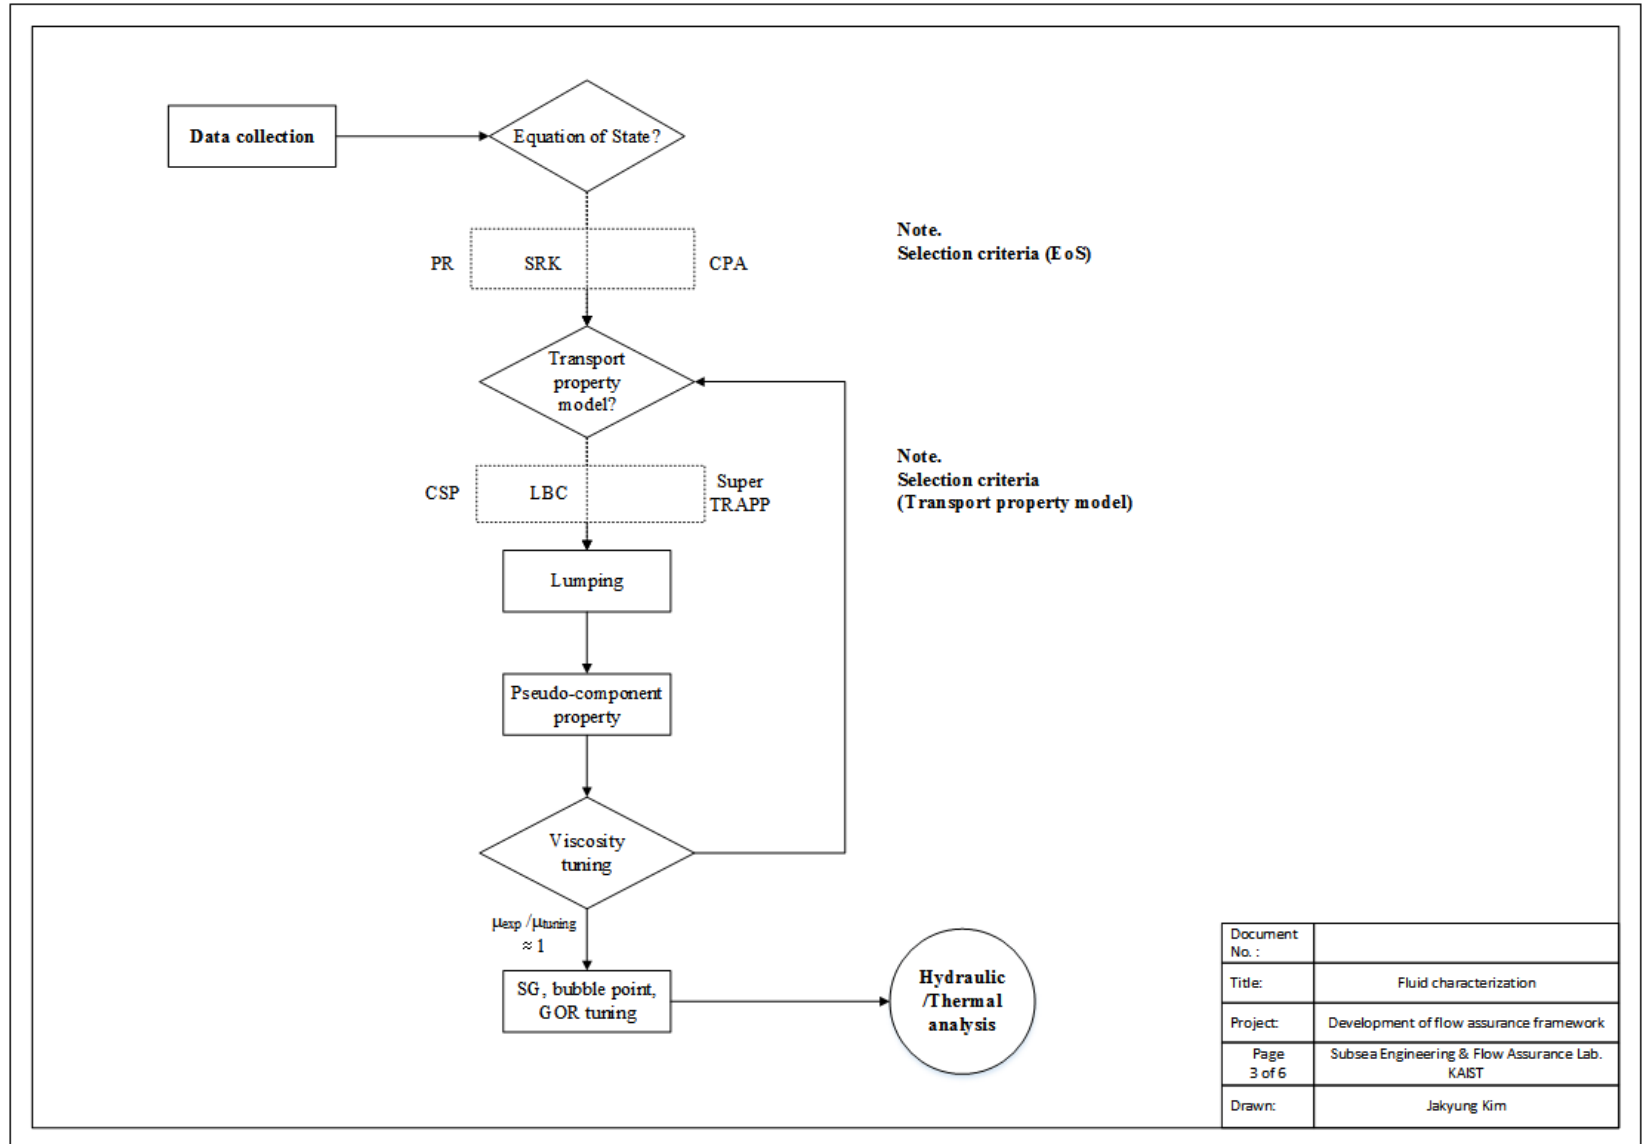 Data collection
Equation of State?
PR
SRK
CPA
Note.
Selection criteria (EoS)
Transport
property
model?
CSP
LBC
Super
TRAPP
Note.
Selection criteria
(Transport property model)
Lumping
Pseudo-component
property
Viscosity
tuning
μexp /μtuning
≈ 1
SG, bubble point,
GOR tuning
Hydraulic
/Thermal
analysis
Document
No. :
Title:
Fluid characterization
Project:
Development of flow assurance framework
Page
3 of 6
Subsea Engineering & Flow Assurance Lab.
KAIST
Drawn:
Jakyung Kim